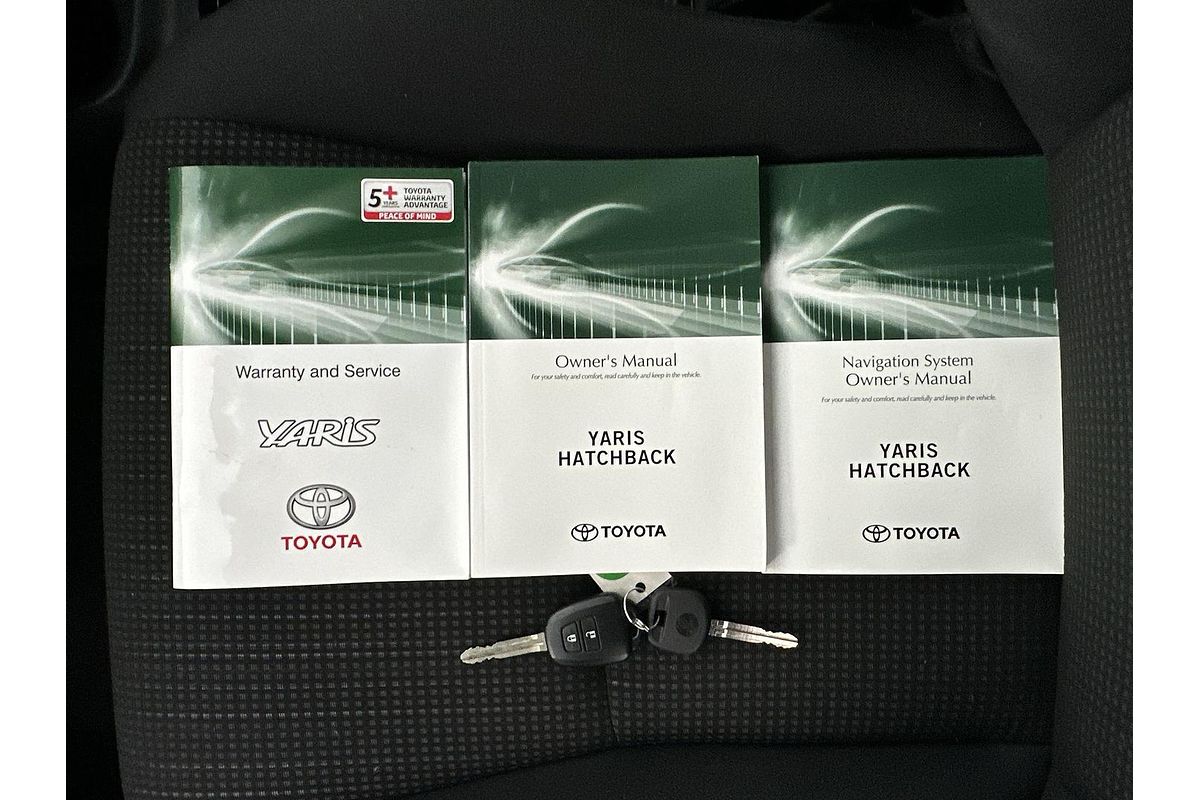 5+
YEARS
TOYOTA
WARRANTY
ADVANTAGE
PEACE OF MIND
Warranty and Service
YARiS
TOYOTA
Owner's Manual
For your safety and comfort, read carefully and keep in the vehicle.
YARIS
HATCHBACK
TOYOTA
Navigation System
Owner's Manual
For your safety and comfort, read carefully and keep in the vehicle.
YARIS
HATCHBACK
TOYOTA